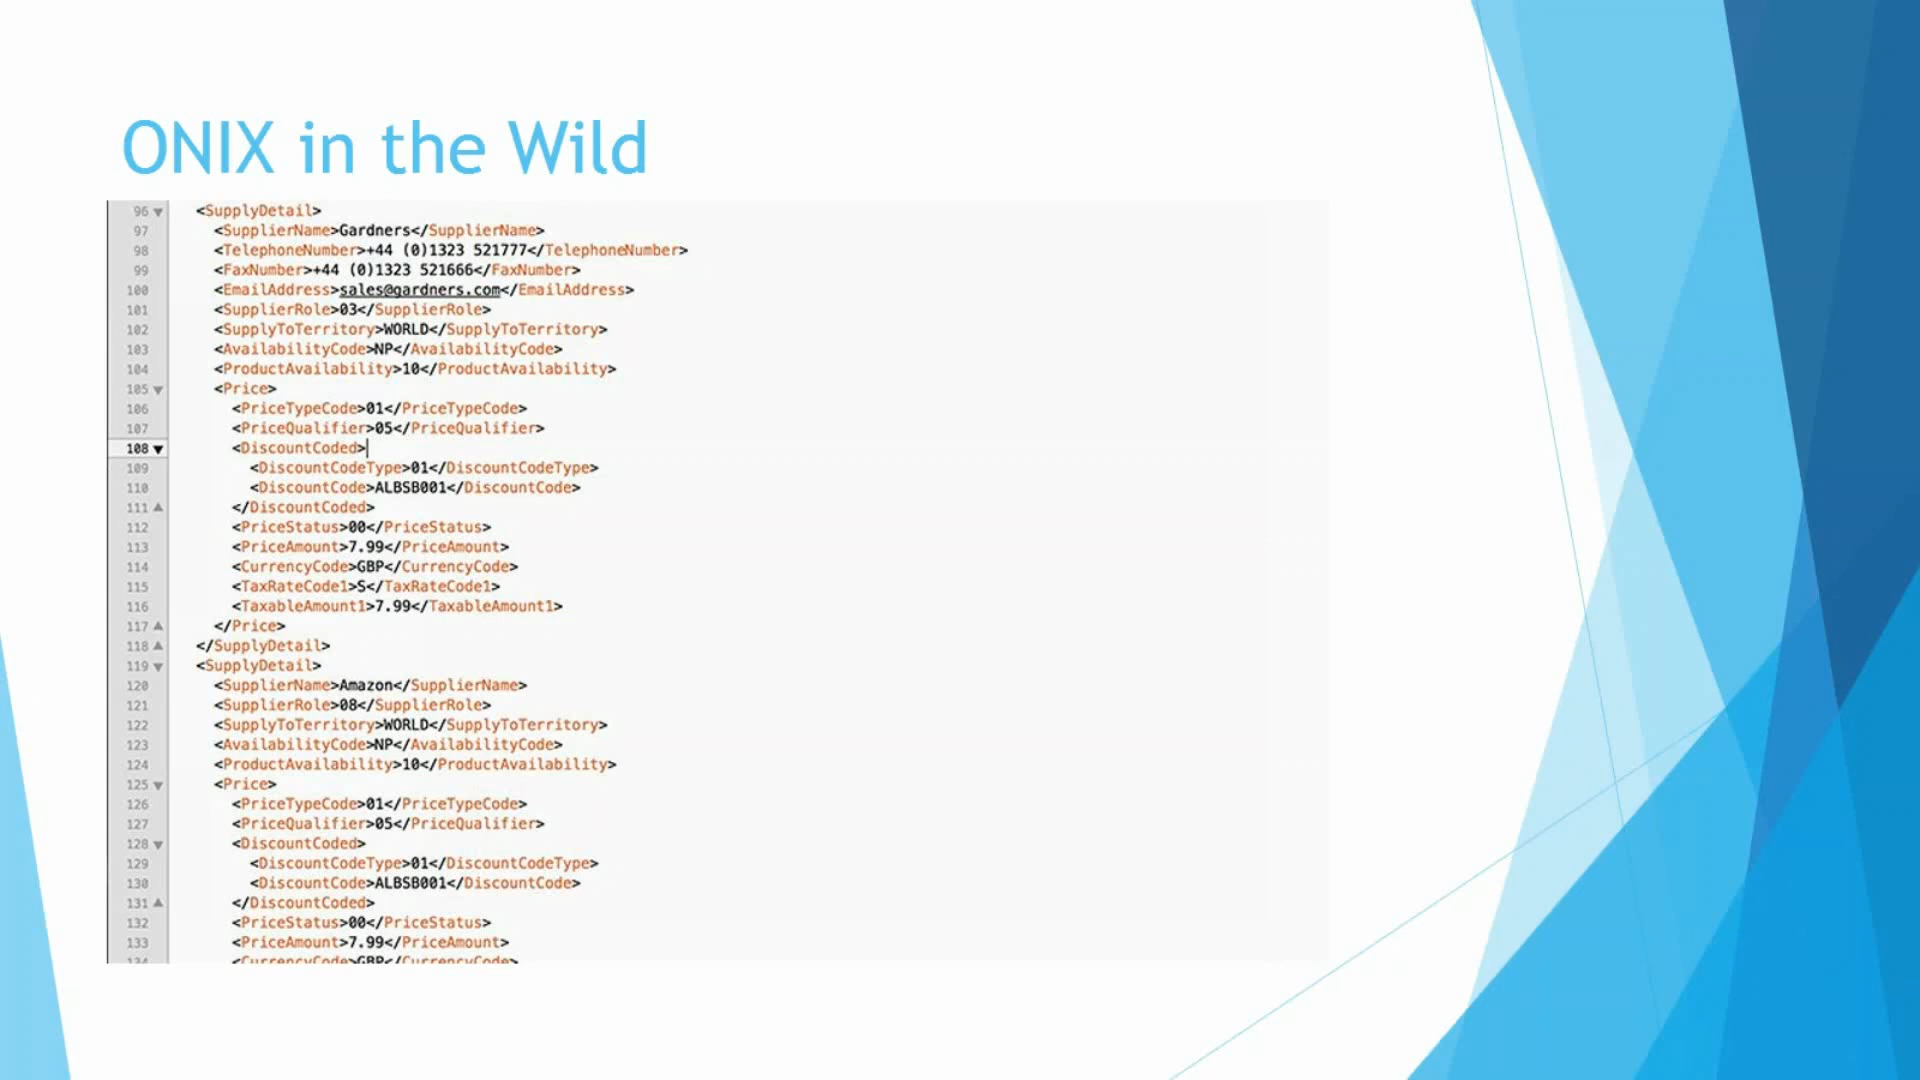 ONIX in the Wild
96 <SupplyDetail>
97 <SupplierName>Gardners</SupplierName>
98 <TelephoneNumber>+44 (0)1323 521777</TelephoneNumber>
99 <FaxNumber>+44 (0)1323 521666</FaxNumber>
100 <EmailAddress>sales@gardners.com</EmailAddress>
101 <SupplierRole>03</SupplierRole>
102 <SupplyToTerritory>WORLD</SupplyToTerritory>
103 <AvailabilityCode>NP</AvailabilityCode>
104 <ProductAvailability>10</ProductAvailability>
105 <Price>
106 <PriceTypeCode>01</PriceTypeCode>
107 <PriceQualifier>05</PriceQualifier>
108 <DiscountCoded>
109 <DiscountCodeType>01</DiscountCodeType>
110 <DiscountCode>ALBSB001</DiscountCode>
111 </DiscountCoded>
112 <PriceStatus>00</PriceStatus>
113 <PriceAmount>7.99</PriceAmount>
114 <CurrencyCode>GBP</CurrencyCode>
115 <TaxRateCode1>S</TaxRateCode1>
116 <TaxableAmount1>7.99</TaxableAmount1>
117 </Price>
118 </SupplyDetail>
119 <SupplyDetail>
120 <SupplierName>Amazon</SupplierName>
121 <SupplierRole>08</SupplierRole>
122 <SupplyToTerritory>WORLD</SupplyToTerritory>
123 <AvailabilityCode>NP</AvailabilityCode>
124 <ProductAvailability>10</ProductAvailability>
125 <Price>
126 <PriceTypeCode>01</PriceTypeCode>
127 <PriceQualifier>05</PriceQualifier>
128 <DiscountCoded>
129 <DiscountCodeType>01</DiscountCodeType>
130 <DiscountCode>ALBSB001</DiscountCode>
131 </DiscountCoded>
132 <PriceStatus>00</PriceStatus>
133 <PriceAmount>7.99</PriceAmount>
134 <CurrencyCode>GBP</CurrencyCode>